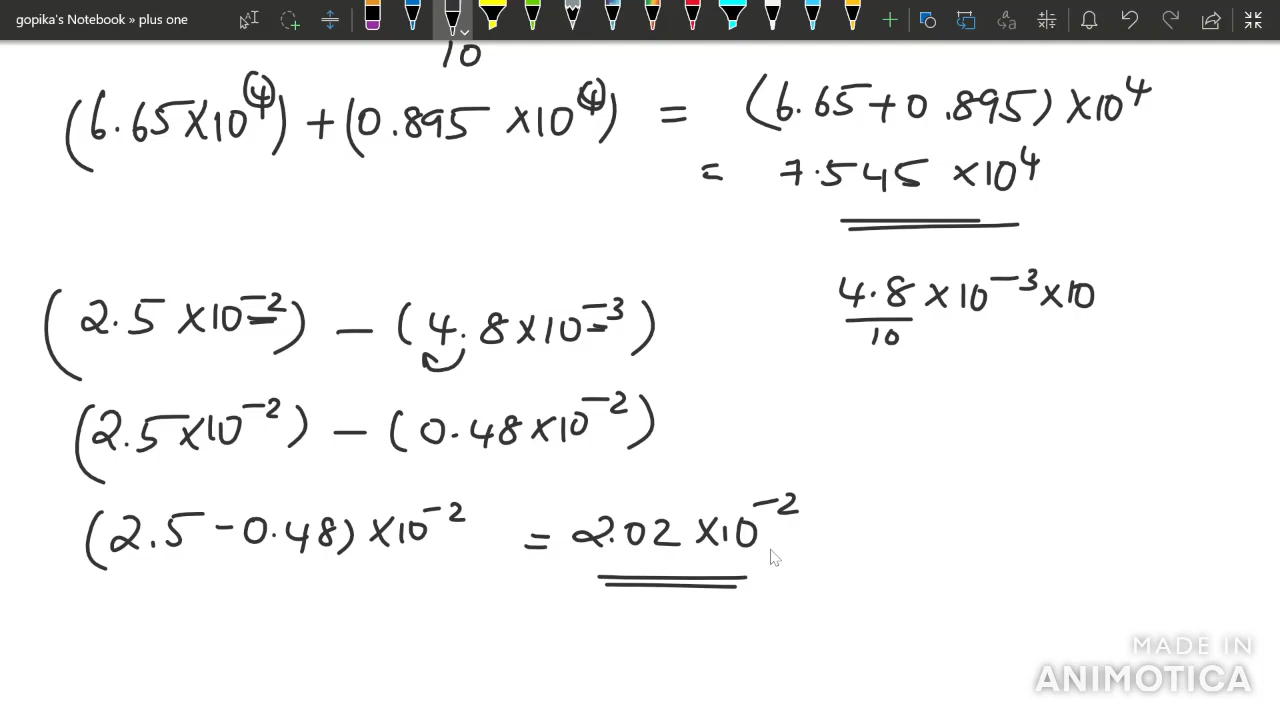 gopika's Notebook » plus one
10
(6.65×10⁴) + (0.895 ×10⁴) = (6.65+0.895) ×10⁴
= 7.545 ×10⁴
(2.5 ×10⁻²) − (4.8×10⁻³)
4.8 ×10⁻³×10
10
(2.5×10⁻²) − (0.48×10⁻²)
(2.5 −0.48) ×10⁻² = 2.02 ×10⁻²
MADE IN
ANIMOTICA